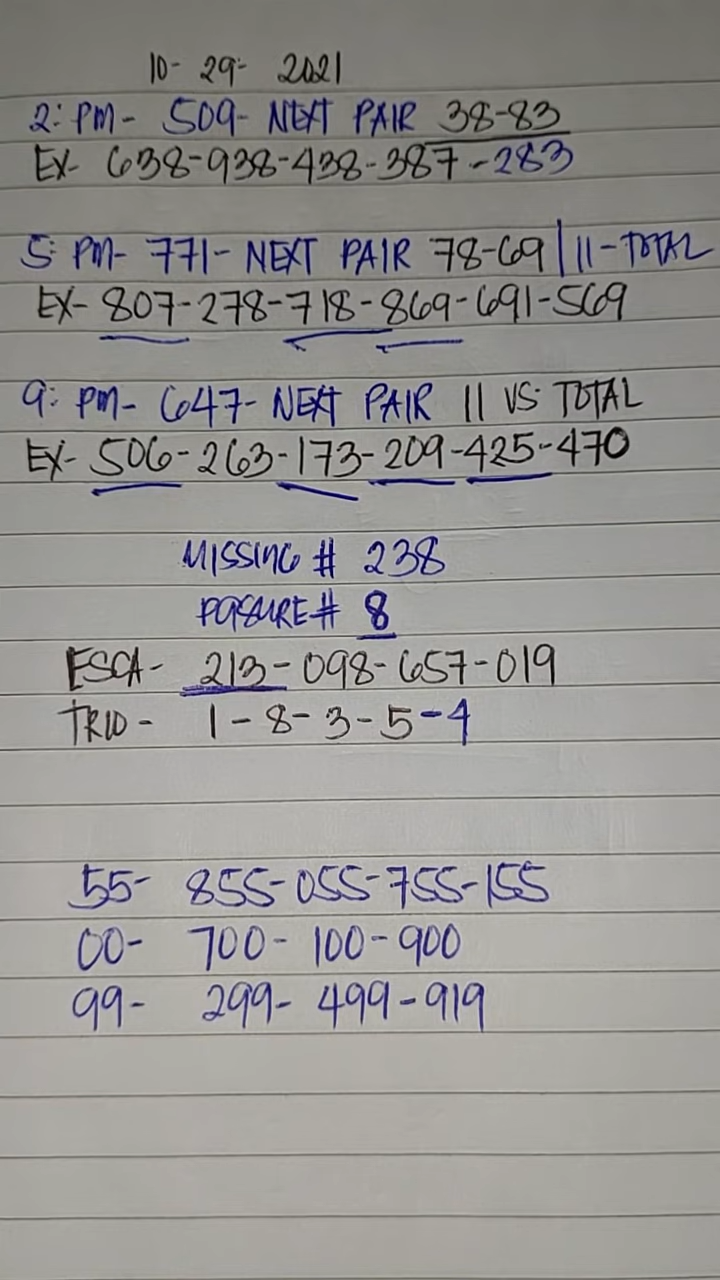 10- 29- 2021
2: PM- 509- NEXT PAIR 38-83
EX- 638-938-438-387-283
5: PM- 771- NEXT PAIR 78-69 | 11-TOTAL
EX- 807-278-718-869-691-569
9: PM- 647- NEXT PAIR 11 VS. TOTAL
EX- 506-263-173-209-425-470
MISSING # 238
POSURE# 8
ESCA- 213-098-657-019
TRIO- 1-8-3-5-4
55- 855-055-755-155
00- 700-100-900
99- 299-499-919